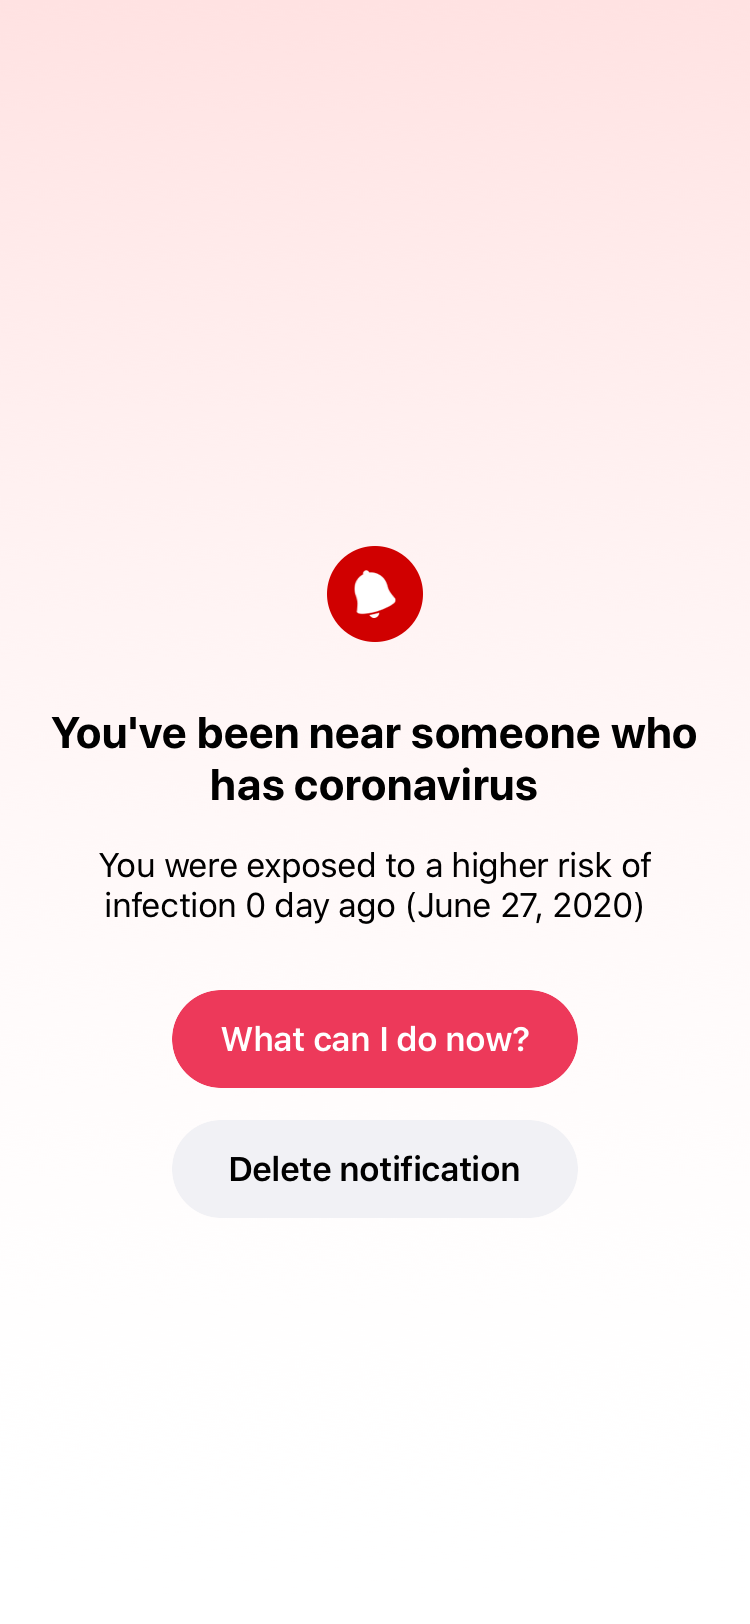 You've been near someone who
has coronavirus
You were exposed to a higher risk of
infection 0 day ago (June 27, 2020)
What can I do now?
Delete notification